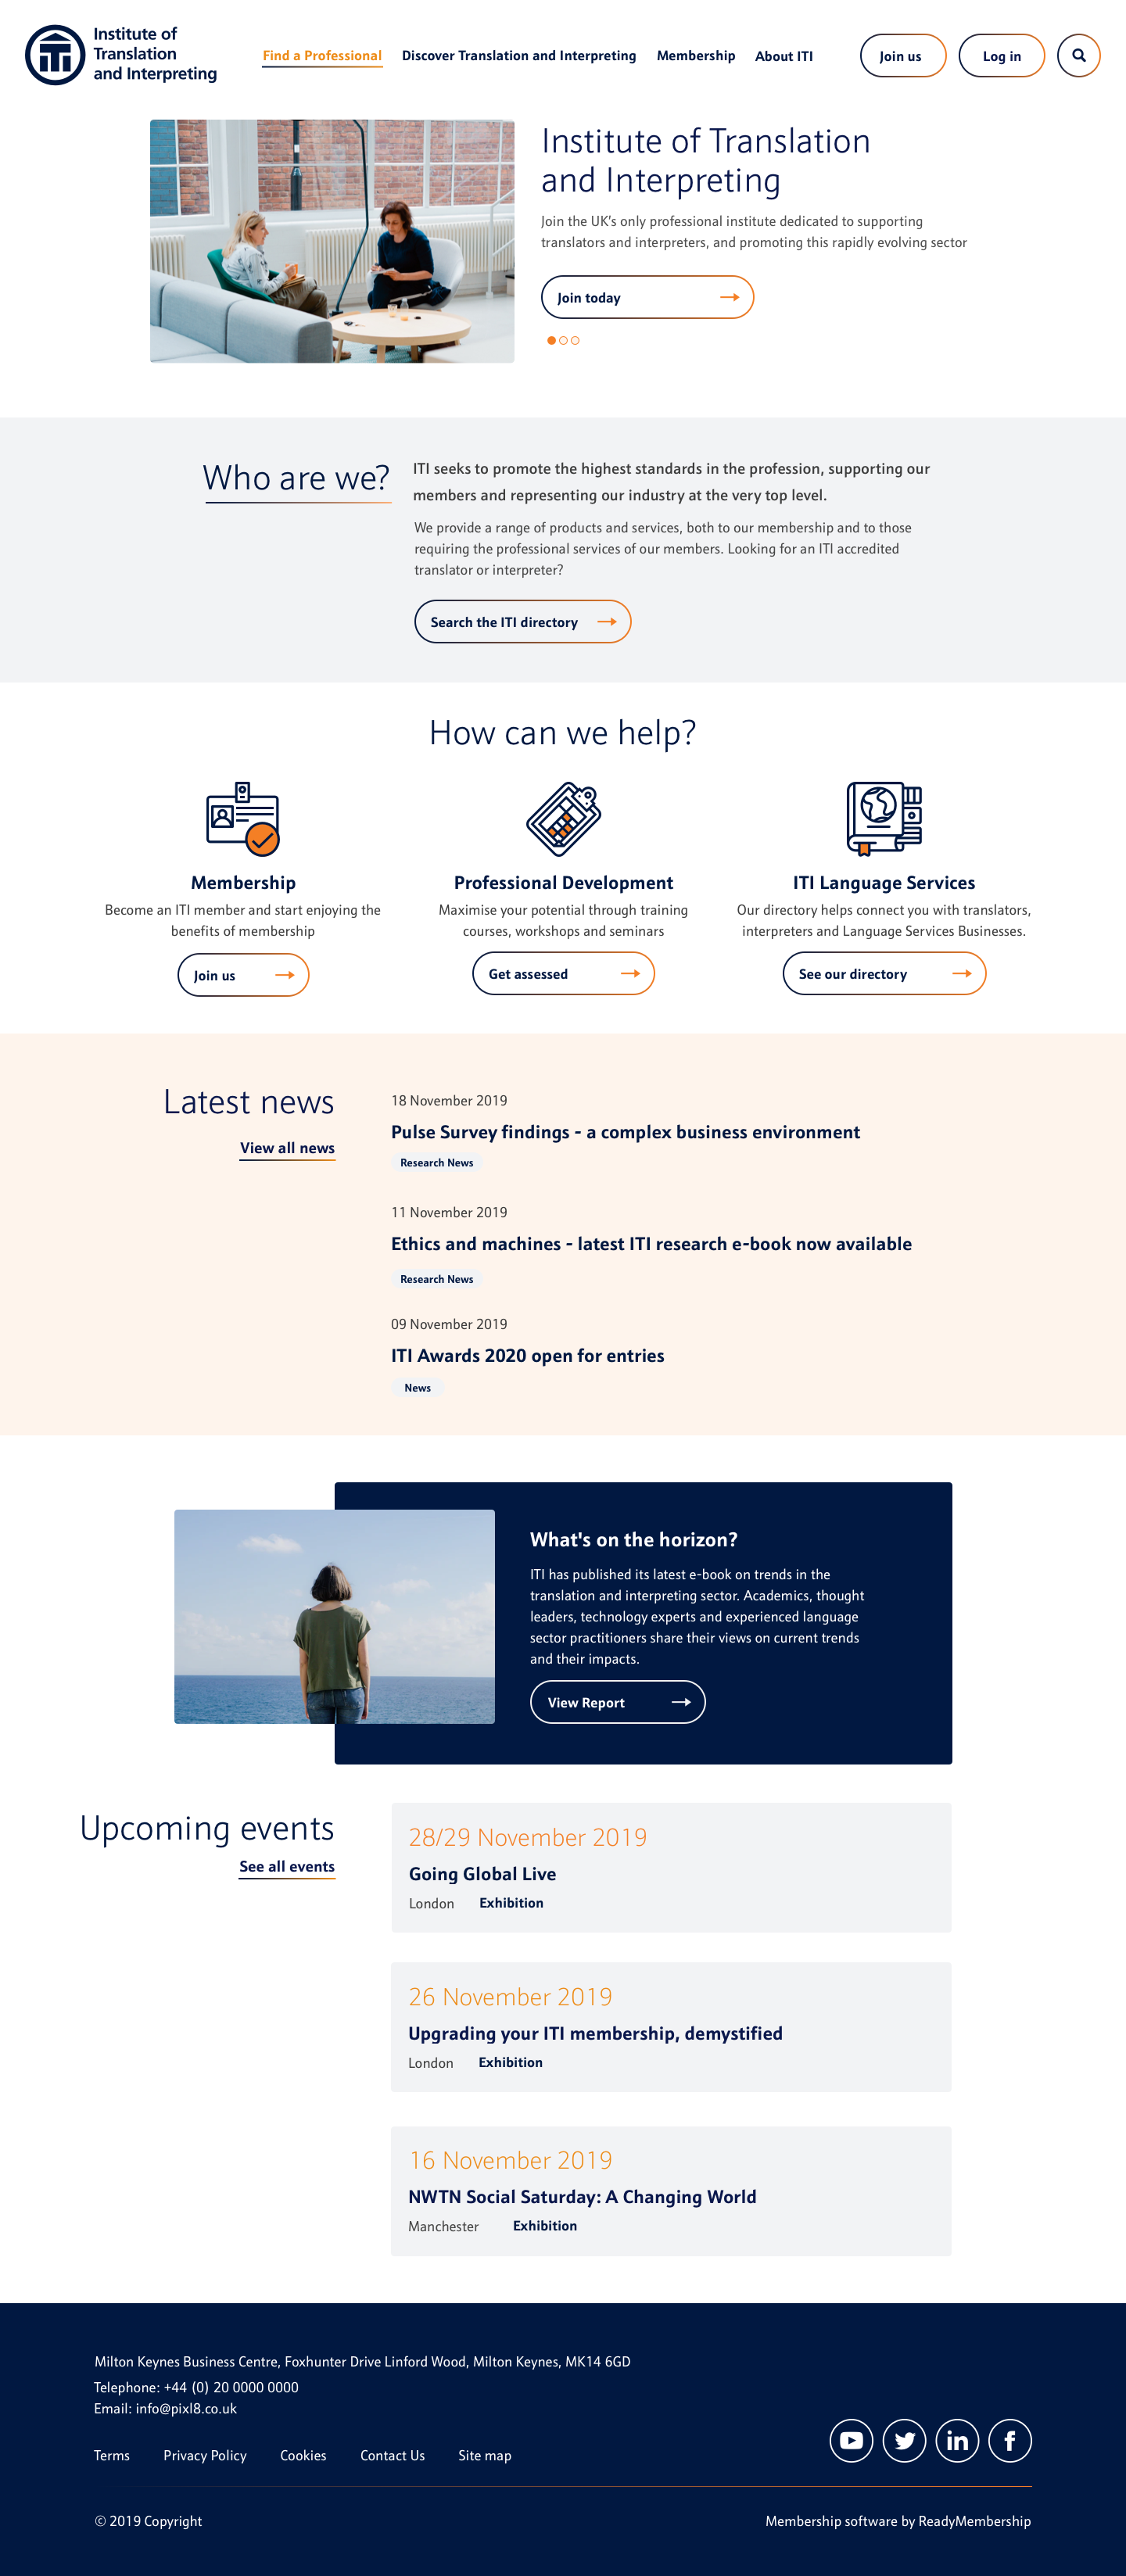 Institute of
Translation
and Interpreting
Find a Professional
Discover Translation and Interpreting
Membership
About ITI
Join us
Log in
Institute of Translation
and Interpreting
Join the UK's only professional institute dedicated to supporting
translators and interpreters, and promoting this rapidly evolving sector
Join today
Who are we?
ITI seeks to promote the highest standards in the profession, supporting our
members and representing our industry at the very top level.
We provide a range of products and services, both to our membership and to those
requiring the professional services of our members. Looking for an ITI accredited
translator or interpreter?
Search the ITI directory
How can we help?
Membership
Become an ITI member and start enjoying the
benefits of membership
Join us
Professional Development
Maximise your potential through training
courses, workshops and seminars
Get assessed
ITI Language Services
Our directory helps connect you with translators,
interpreters and Language Services Businesses.
See our directory
Latest news
View all news
18 November 2019
Pulse Survey findings - a complex business environment
Research News
11 November 2019
Ethics and machines - latest ITI research e-book now available
Research News
09 November 2019
ITI Awards 2020 open for entries
News
What's on the horizon?
ITI has published its latest e-book on trends in the
translation and interpreting sector. Academics, thought
leaders, technology experts and experienced language
sector practitioners share their views on current trends
and their impacts.
View Report
Upcoming events
See all events
28/29 November 2019
Going Global Live
London Exhibition
26 November 2019
Upgrading your ITI membership, demystified
London Exhibition
16 November 2019
NWTN Social Saturday: A Changing World
Manchester Exhibition
Milton Keynes Business Centre, Foxhunter Drive Linford Wood, Milton Keynes, MK14 6GD
Telephone: +44 (0) 20 0000 0000
Email: info@pixl8.co.uk
Terms Privacy Policy Cookies Contact Us Site map
© 2019 Copyright
Membership software by ReadyMembership